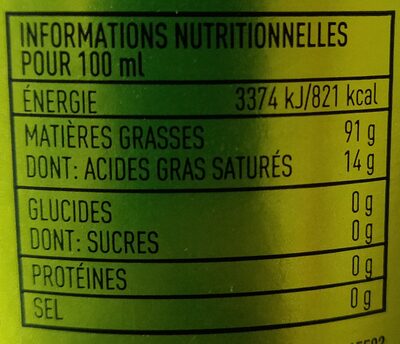 INFORMATIONS NUTRITIONNELLES
POUR 100 ml
ÉNERGIE 3374 kJ/821 kcal
MATIÈRES GRASSES 91 g
DONT: ACIDES GRAS SATURÉS 14 g
GLUCIDES 0 g
DONT: SUCRES 0 g
PROTÉINES 0 g
SEL 0 g